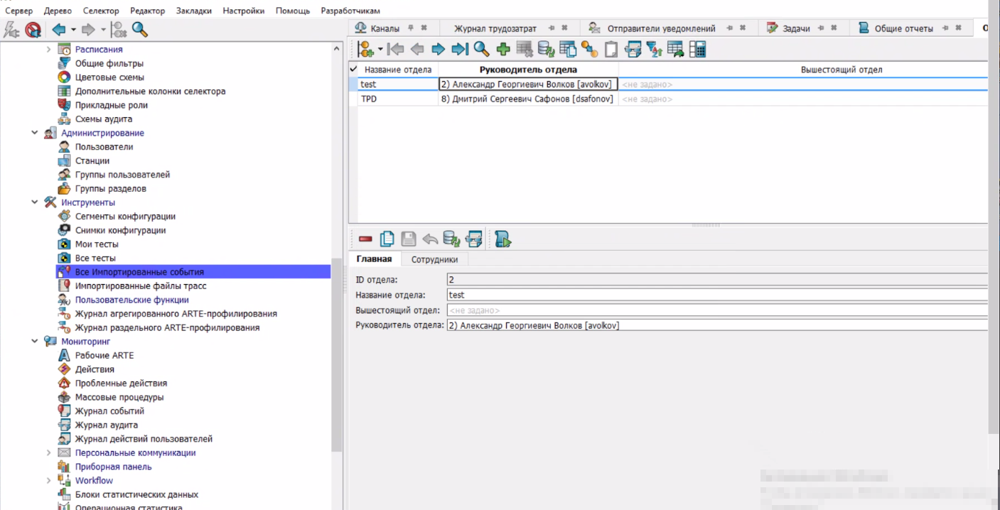 Сервер Дерево Селектор Редактор Закладки Настройки Помощь Разработчикам
Каналы Журнал трудозатрат Отправители уведомлений Задачи Общие отчеты
Расписания
Общие фильтры
Цветовые схемы
Дополнительные колонки селектора
Прикладные роли
Схемы аудита
Администрирование
Пользователи
Станции
Группы пользователей
Группы разделов
Инструменты
Сегменты конфигурации
Снимки конфигурации
Мои тесты
Все тесты
Все Импортированные события
Импортированные файлы трасс
Пользовательские функции
Журнал агрегированного ARTE-профилирования
Журнал раздельного ARTE-профилирования
Мониторинг
Рабочие ARTE
Действия
Проблемные действия
Массовые процедуры
Журнал событий
Журнал аудита
Журнал действий пользователей
Персональные коммуникации
Приборная панель
Workflow
Блоки статистических данных
Операционная статистика
Название отдела Руководитель отдела Вышестоящий отдел
test 2) Александр Георгиевич Волков [avolkov] <не задано>
TPD 8) Дмитрий Сергеевич Сафонов [dsafonov] <не задано>
Главная Сотрудники
ID отдела: 2
Название отдела: test
Вышестоящий отдел: <не задано>
Руководитель отдела: 2) Александр Георгиевич Волков [avolkov]